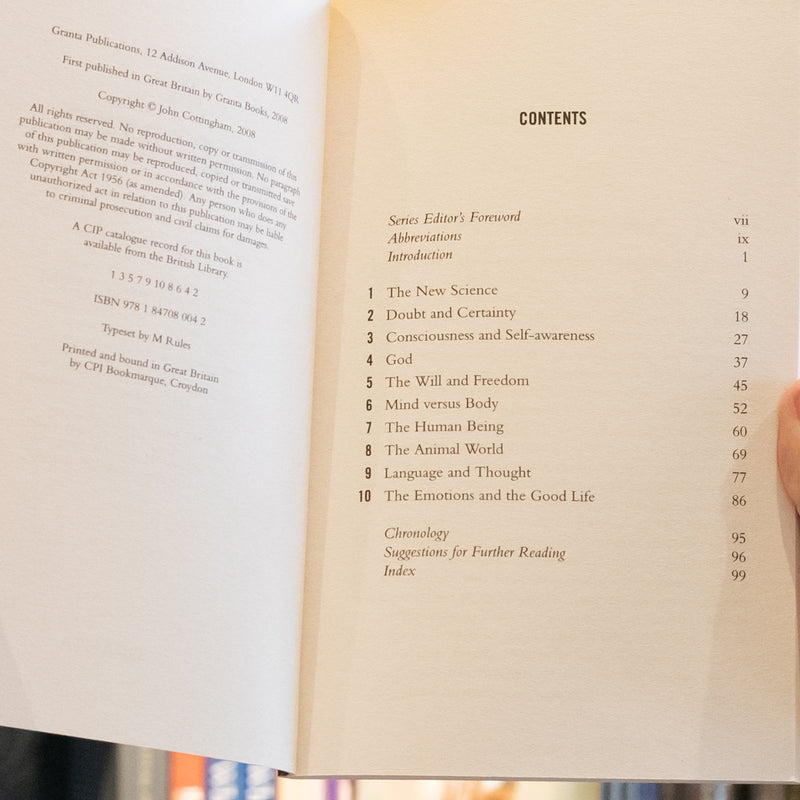 Granta Publications, 12 Addison Avenue, London W11 4QR
First published in Great Britain by Granta Books, 2008
Copyright © John Cottingham, 2008
All rights reserved. No reproduction, copy or transmission of this
publication may be made without written permission. No paragraph
of this publication may be reproduced, copied or transmitted save
with written permission or in accordance with the provisions of the
Copyright Act 1956 (as amended). Any person who does any
unauthorized act in relation to this publication may be liable
to criminal prosecution and civil claims for damages.
A CIP catalogue record for this book is
available from the British Library.
1 3 5 7 9 10 8 6 4 2
ISBN 978 1 84708 004 2
Typeset by M Rules
Printed and bound in Great Britain
by CPI Bookmarque, Croydon
CONTENTS
Series Editor's Foreword vii
Abbreviations ix
Introduction 1
1 The New Science 9
2 Doubt and Certainty 18
3 Consciousness and Self-awareness 27
4 God 37
5 The Will and Freedom 45
6 Mind versus Body 52
7 The Human Being 60
8 The Animal World 69
9 Language and Thought 77
10 The Emotions and the Good Life 86
Chronology 95
Suggestions for Further Reading 96
Index 99